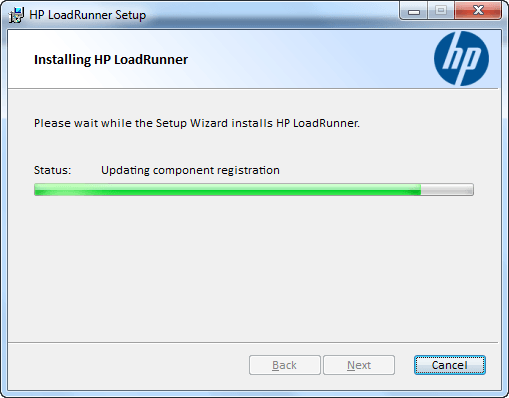 HP LoadRunner Setup
Installing HP LoadRunner
hp
Please wait while the Setup Wizard installs HP LoadRunner.
Status: Updating component registration
Back Next Cancel